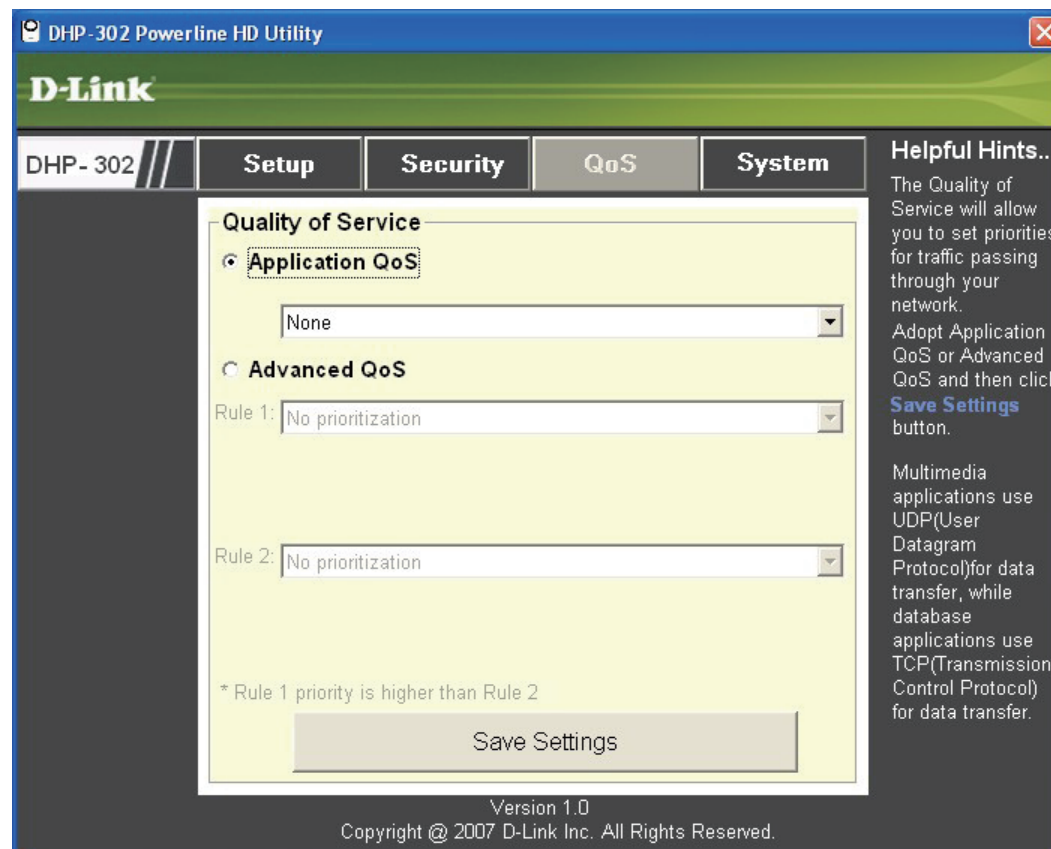 DHP-302 Powerline HD Utility
D-Link
DHP- 302
Setup
Security
QoS
System
Quality of Service
Application QoS
None
Advanced QoS
Rule 1:
No prioritization
Rule 2:
No prioritization
* Rule 1 priority is higher than Rule 2
Save Settings
Helpful Hints..
The Quality of
Service will allow
you to set priorities
for traffic passing
through your
network.
Adopt Application
QoS or Advanced
QoS and then click
Save Settings
button.
Multimedia
applications use
UDP(User
Datagram
Protocol)for data
transfer, while
database
applications use
TCP(Transmission
Control Protocol)
for data transfer.
Version 1.0
Copyright @ 2007 D-Link Inc. All Rights Reserved.